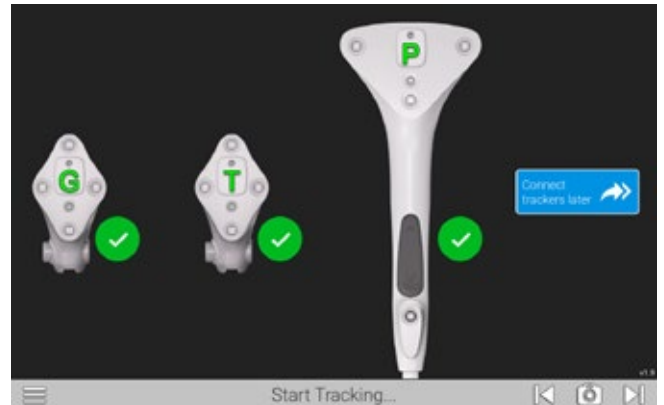 G
T
P
Connect
trackers later
v1.9
Start Tracking...